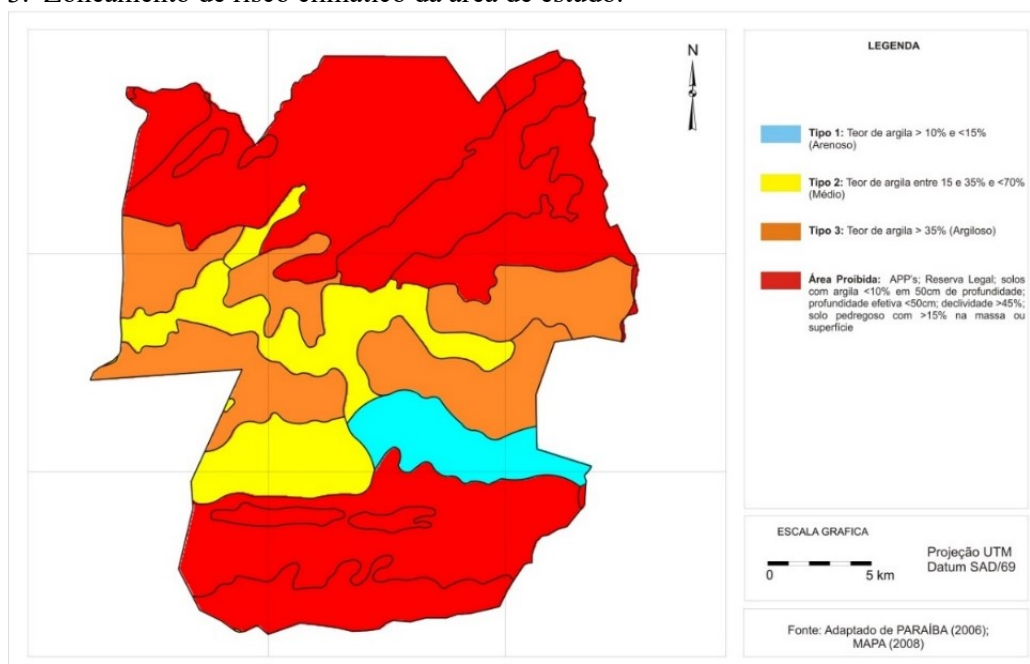 3. Zoneamento de risco climático da área de estudo.
N
LEGENDA
Tipo 1: Teor de argila > 10% e <15%
(Arenoso)
Tipo 2: Teor de argila entre 15 e 35% e <70%
(Médio)
Tipo 3: Teor de argila > 35% (Argiloso)
Área Proibida: APP's; Reserva Legal; solos
com argila <10% em 50cm de profundidade;
profundidade efetiva <50cm; declividade >45%;
solo pedregoso com >15% na massa ou
superfície
ESCALA GRAFICA
0 5 km
Projeção UTM
Datum SAD/69
Fonte: Adaptado de PARAÍBA (2006);
MAPA (2008)